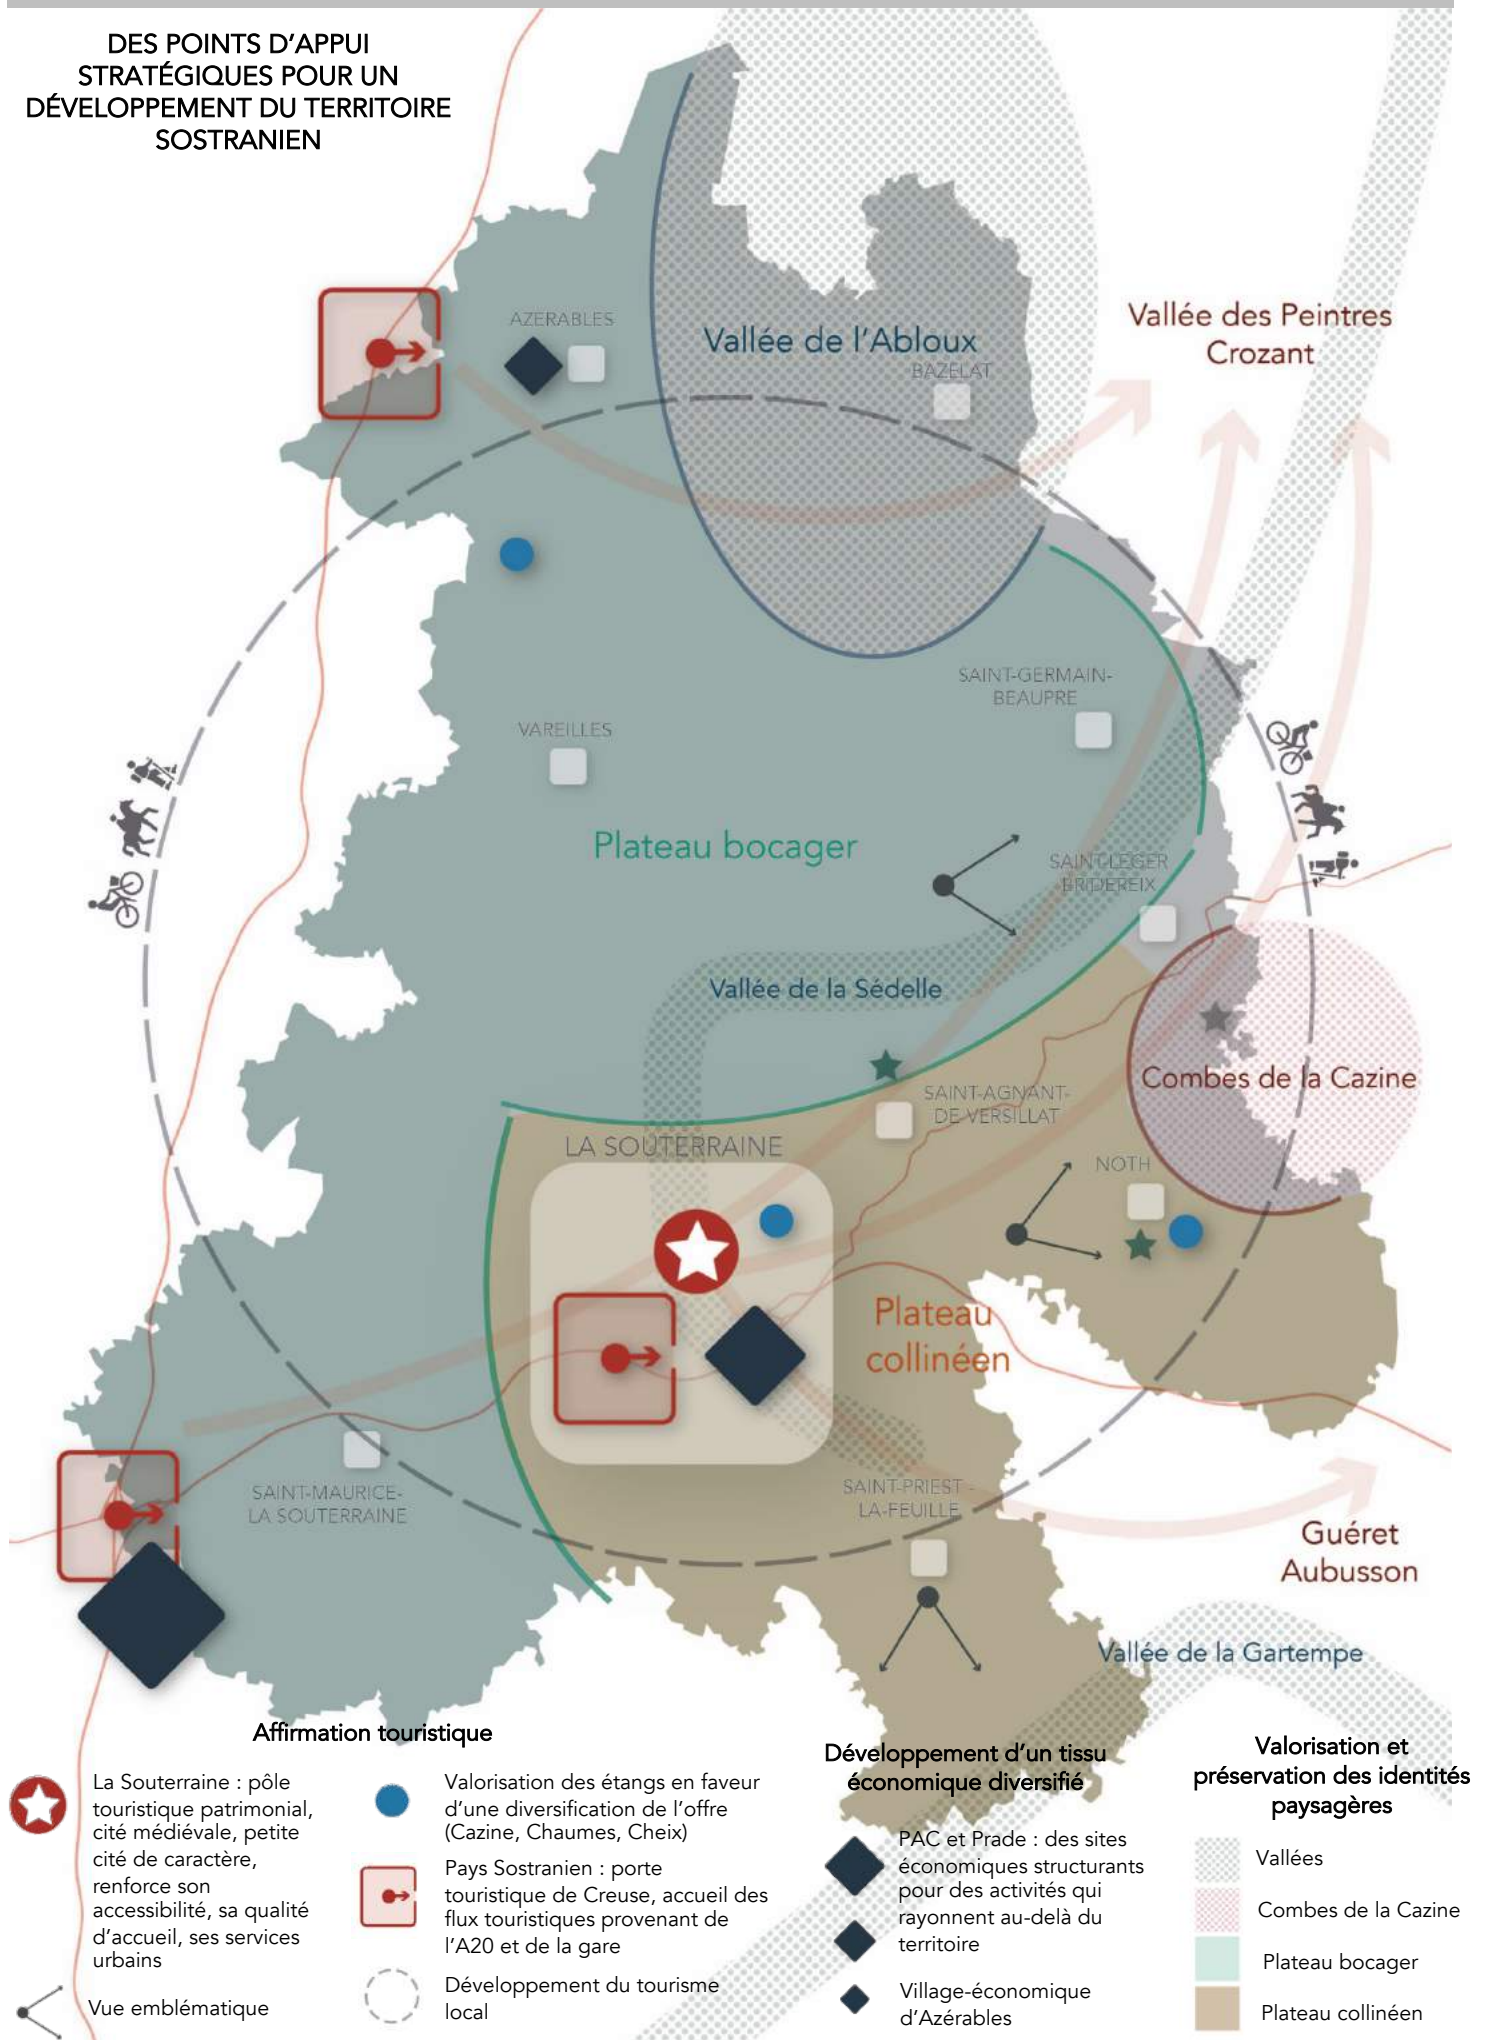 DES POINTS D'APPUI
STRATÉGIQUES POUR UN
DÉVELOPPEMENT DU TERRITOIRE
SOSTRANIEN
AZERABLES
Vallée de l'Abloux
BAZELAT
Vallée des Peintres
Crozant
SAINT-GERMAIN-
BEAUPRE
VAREILLES
Plateau bocager
SAINT-LEGER
BRIDEREIX
Vallée de la Sédelle
Combes de la Cazine
SAINT-AGNANT-
DE-VERSILLAT
LA SOUTERRAINE
NOTH
Plateau
collinéen
SAINT-MAURICE-
LA SOUTERRAINE
SAINT-PRIEST -
LA-FEUILLE
Guéret
Aubusson
Vallée de la Gartempe
Affirmation touristique
La Souterraine : pôle
touristique patrimonial,
cité médiévale, petite
cité de caractère,
renforce son
accessibilité, sa qualité
d'accueil, ses services
urbains
Vue emblématique
Valorisation des étangs en faveur
d'une diversification de l'offre
(Cazine, Chaumes, Cheix)
Pays Sostranien : porte
touristique de Creuse, accueil des
flux touristiques provenant de
l'A20 et de la gare
Développement du tourisme
local
Développement d'un tissu
économique diversifié
PAC et Prade : des sites
économiques structurants
pour des activités qui
rayonnent au-delà du
territoire
Village-économique
d'Azérables
Valorisation et
préservation des identités
paysagères
Vallées
Combes de la Cazine
Plateau bocager
Plateau collinéen